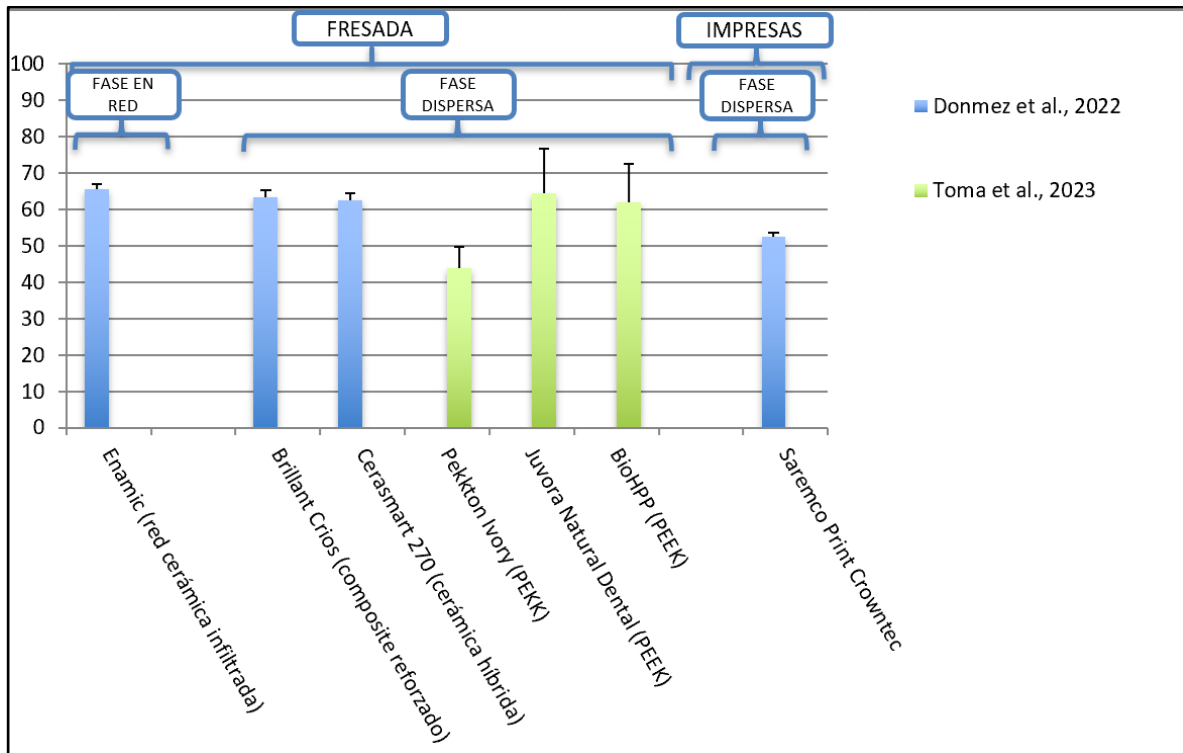 FRESADA
IMPRESAS
FASE EN
RED
FASE
DISPERSA
FASE
DISPERSA
100
90
80
70
60
50
40
30
20
10
0
Donmez et al., 2022
Toma et al., 2023
Enamic (red cerámica infiltrada)
Brillant Crios (composite reforzado)
Cerasmart 270 (cerámica híbrida)
Pekkton Ivory (PEKK)
Juvora Natural Dental (PEEK)
BioHPP (PEEK)
Saremco Print Crowntec